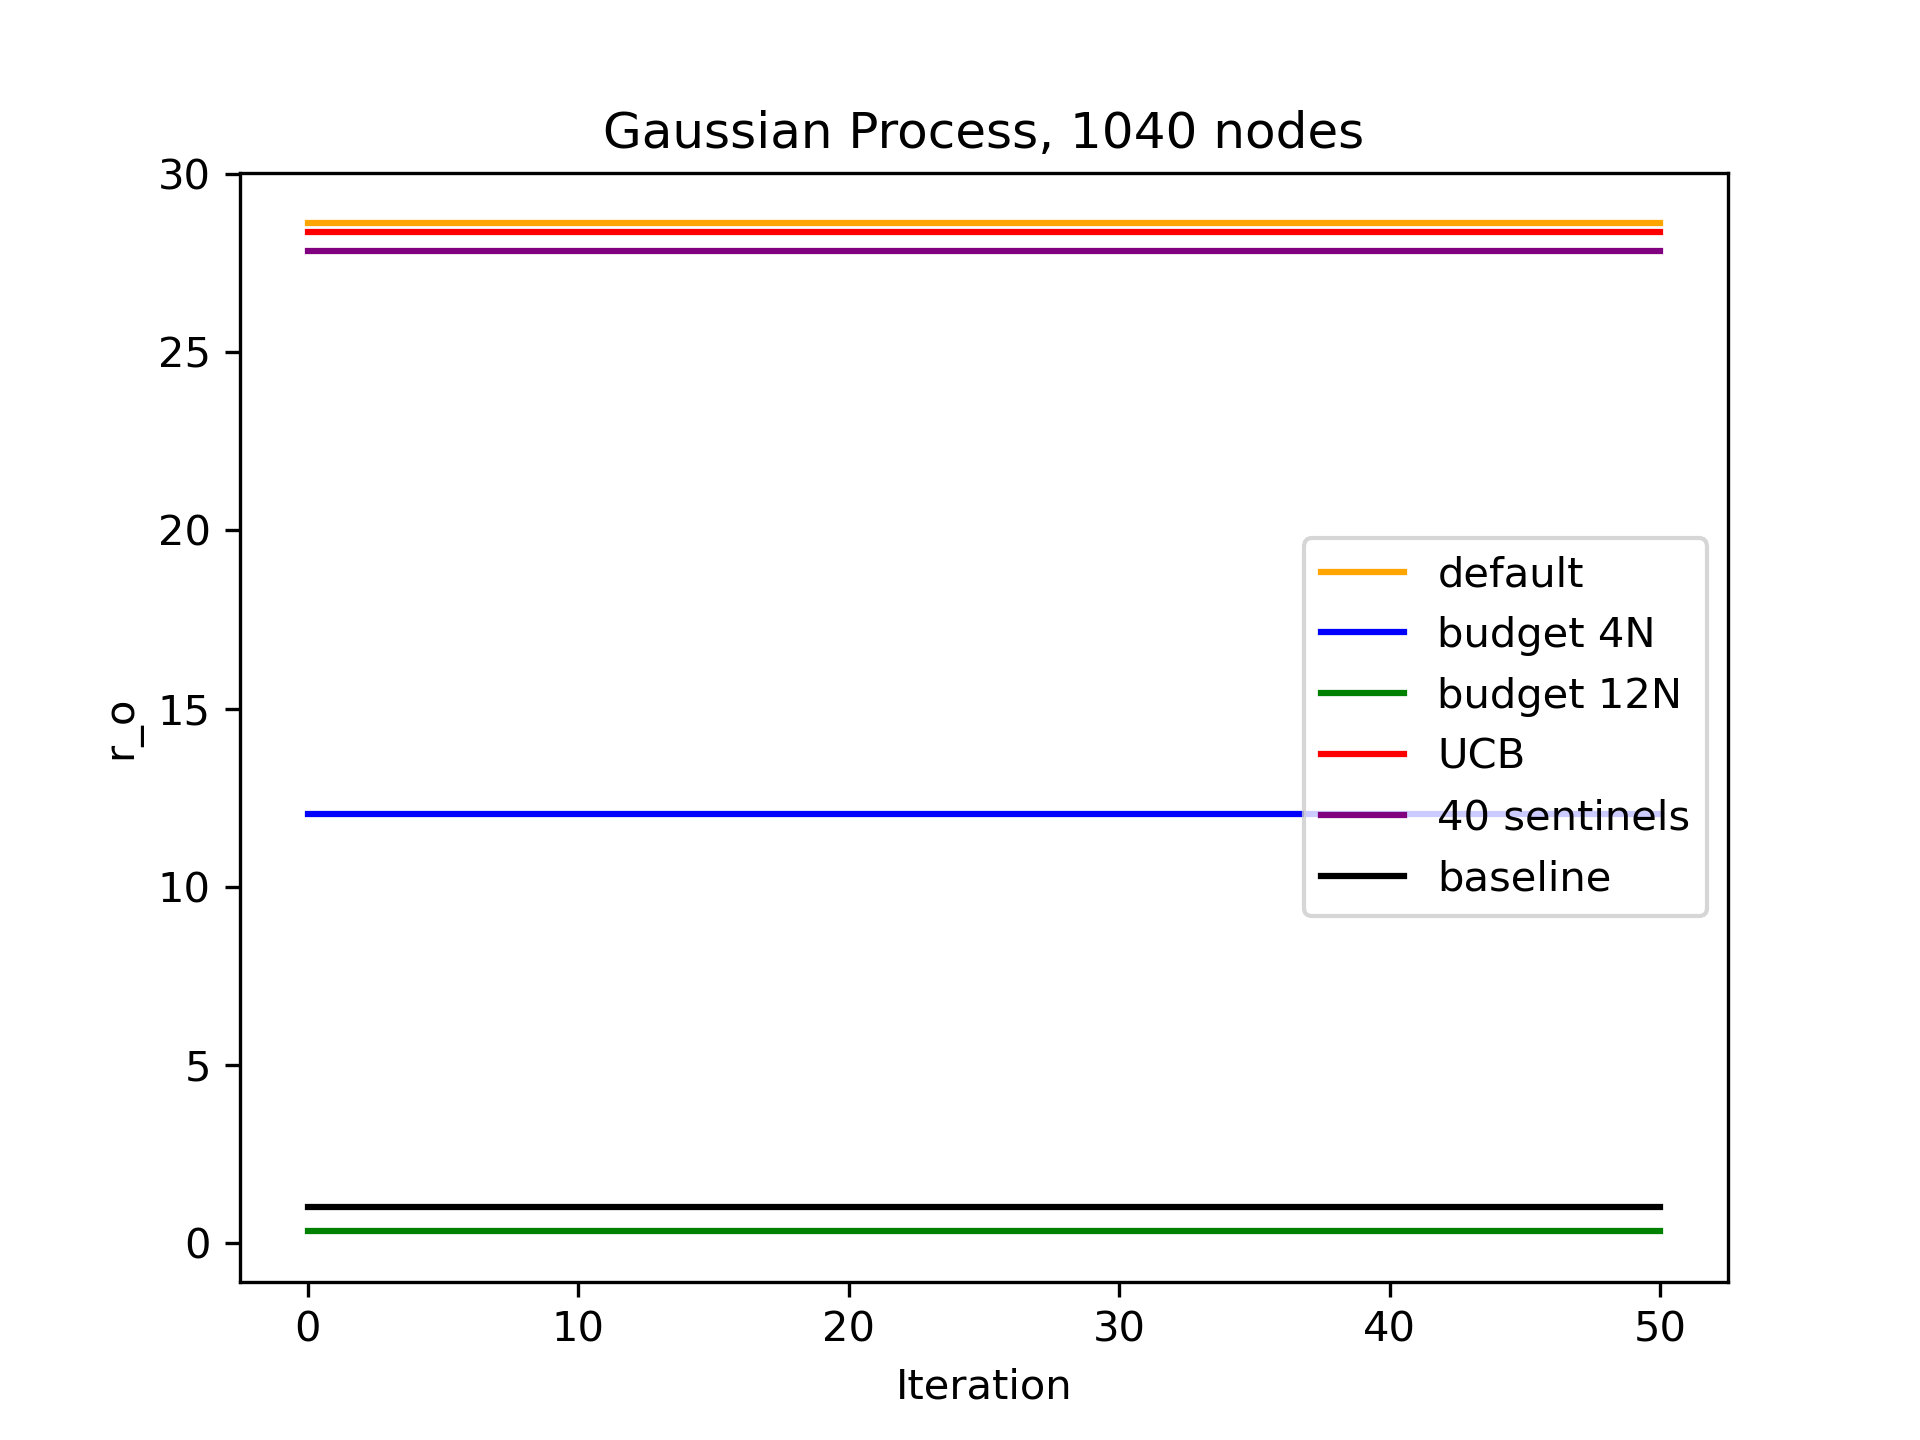 Gaussian Process, 1040 nodes
30
25
20
15
10
5
0
r_o
default
budget 4N
budget 12N
UCB
40 sentinels
baseline
0 10 20 30 40 50
Iteration